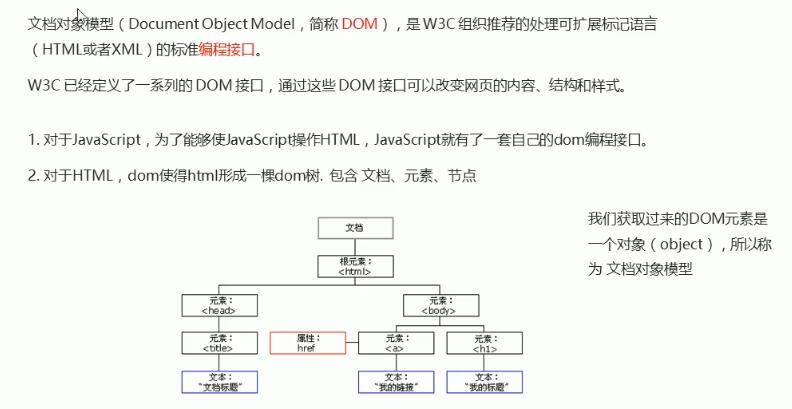 文档对象模型（Document Object Model，简称 DOM），是 W3C 组织推荐的处理可扩展标记语言
（HTML或者XML）的标准编程接口。
W3C 已经定义了一系列的 DOM 接口，通过这些 DOM 接口可以改变网页的内容、结构和样式。
1. 对于JavaScript，为了能够使JavaScript操作HTML，JavaScript就有了一套自己的dom编程接口。
2. 对于HTML，dom使得html形成一棵dom树. 包含 文档、元素、节点
我们获取过来的DOM元素是
一个对象（object），所以称
为 文档对象模型
文档
根元素：
<html>
元素：
<head>
元素：
<body>
元素：
<title>
属性：
href
元素：
<a>
元素：
<h1>
文本：
“文档标题”
文本：
“我的链接”
文本：
“我的标题”